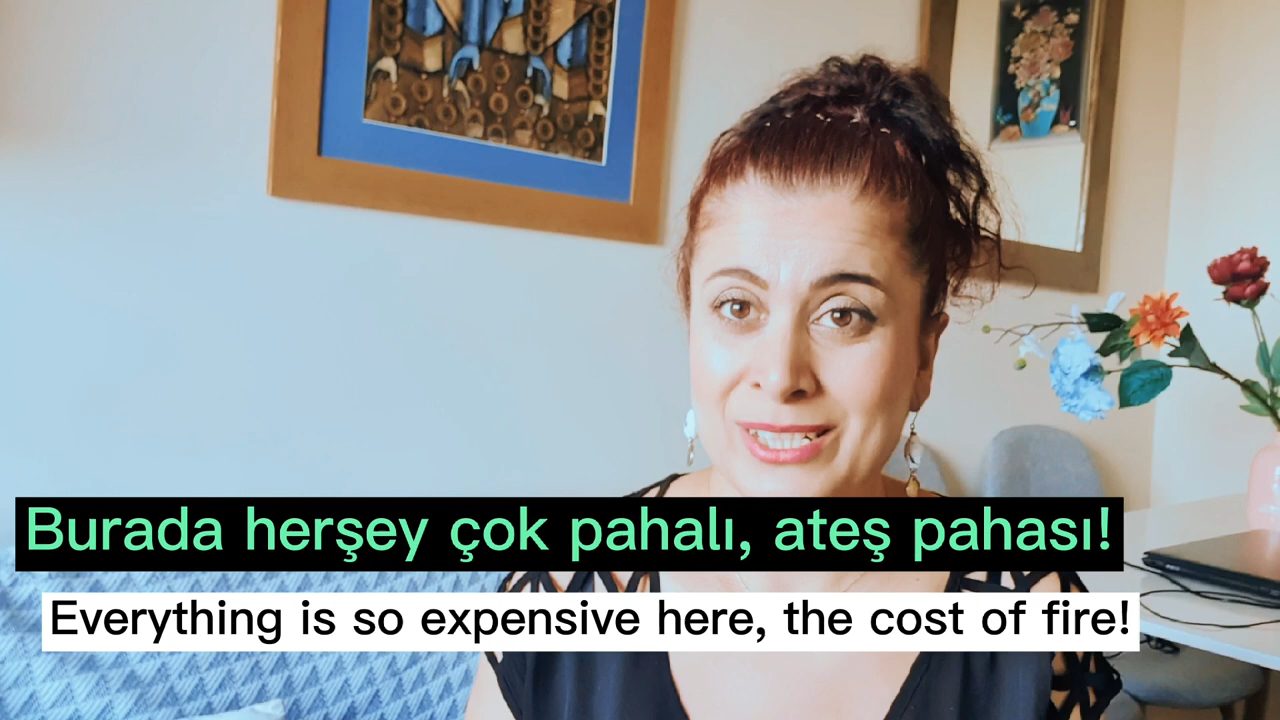 Burada herşey çok pahalı, ateş pahası!
Everything is so expensive here, the cost of fire!